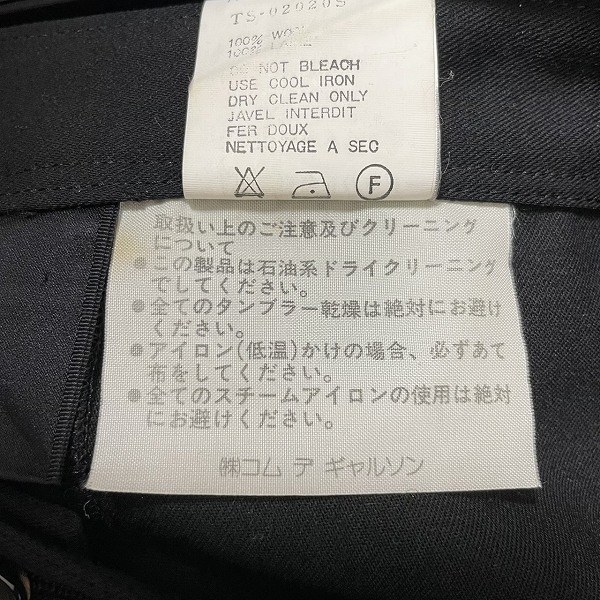 TS-02020S
100% WOOL
100% LAINE
DO NOT BLEACH
USE COOL IRON
DRY CLEAN ONLY
JAVEL INTERDIT
FER DOUX
NETTOYAGE A SEC
F
取扱い上のご注意及びクリーニング
について
●この製品は石油系ドライクリーニング
でしてください。
●全てのタンブラー乾燥は絶対にお避け
ください。
●アイロン(低温)かけの場合、必ずあて
布をしてください。
●全てのスチームアイロンの使用は絶対
にお避けください。
㈱コム デ ギャルソン